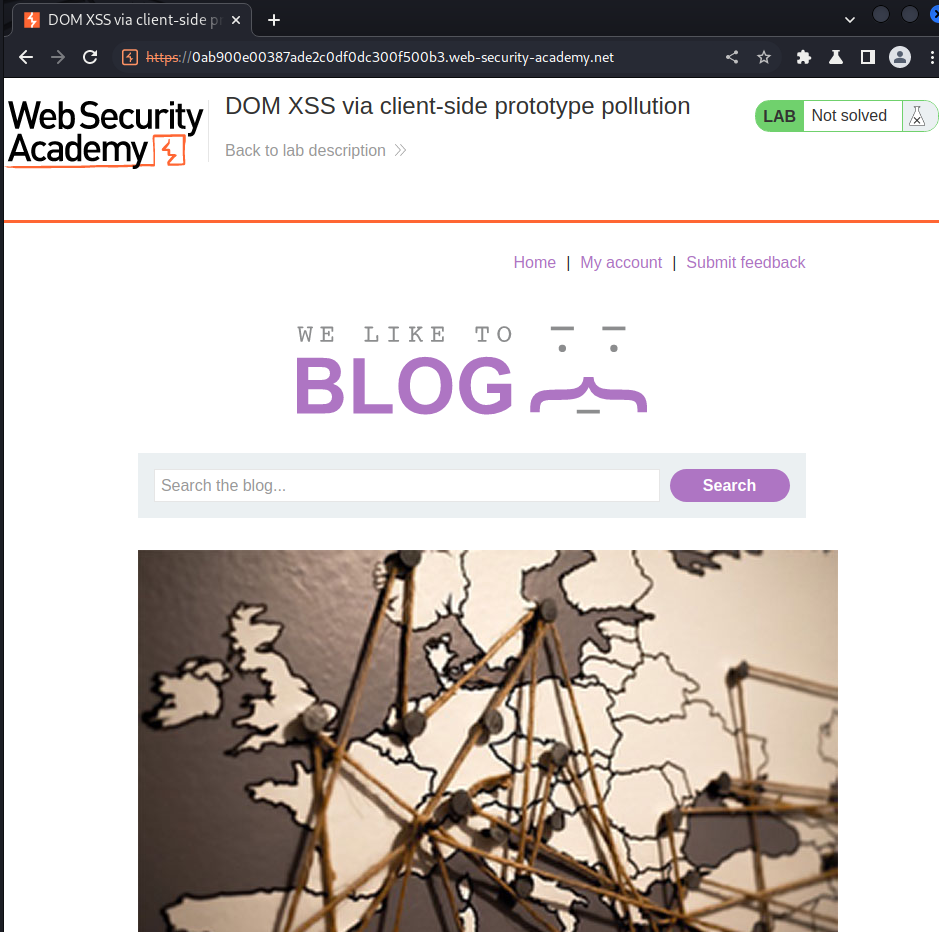 DOM XSS via client-side pr
https://0ab900e00387ade2c0df0dc300f500b3.web-security-academy.net
WebSecurity
Academy
DOM XSS via client-side prototype pollution
Back to lab description
LAB Not solved
Home | My account | Submit feedback
WE LIKE TO
BLOG
Search the blog...
Search